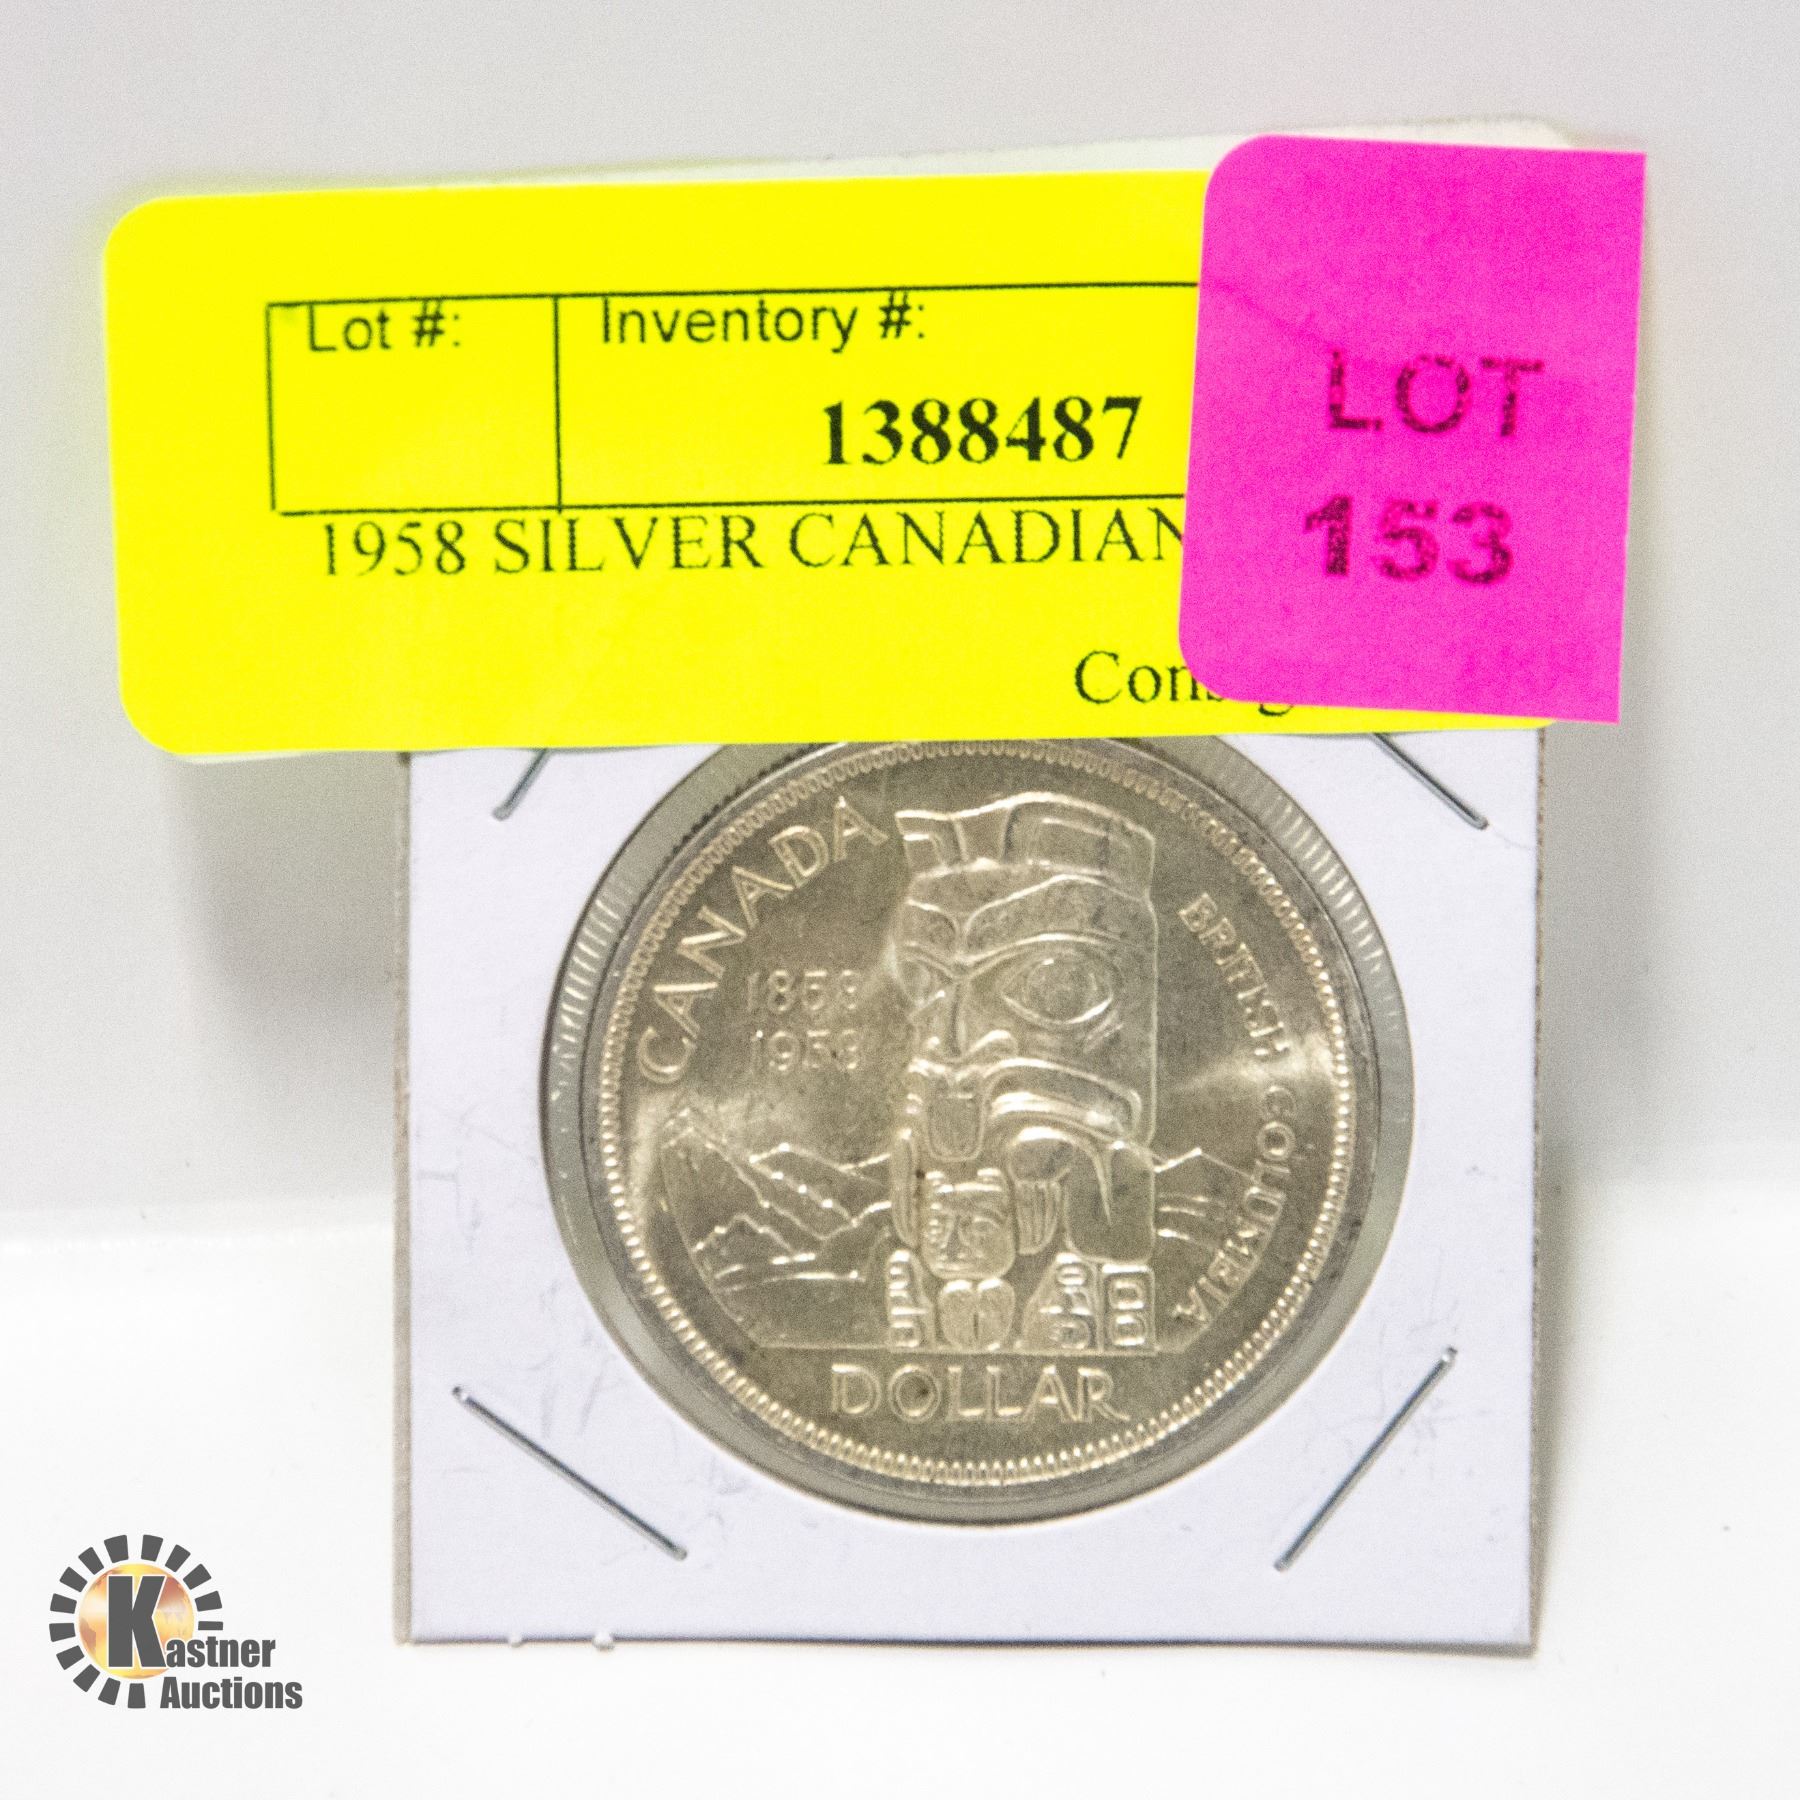 Lot #:
Inventory #:
1388487
LOT
153
1958 SILVER CANADIAN
CANADA
1858
1958
BRITISH COLUMBIA
DOLLAR
Kastner
Auctions